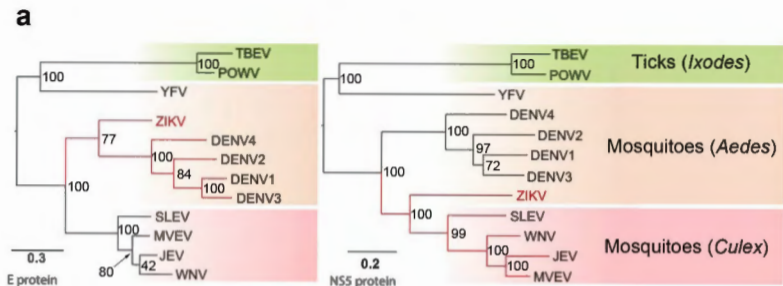 a
TBEV
100
POWV
100
YFV
ZIKV
77
DENV4
100
DENV2
84
DENV1
100
DENV3
100
SLEV
100
MVEV
JEV
80
42
WNV
0.3
E protein
TBEV
100
POWV
100
YFV
DENV4
100
DENV2
97
DENV1
72
DENV3
100
ZIKV
100
SLEV
99
WNV
100
JEV
100
MVEV
0.2
NS5 protein
Ticks (Ixodes)
Mosquitoes (Aedes)
Mosquitoes (Culex)